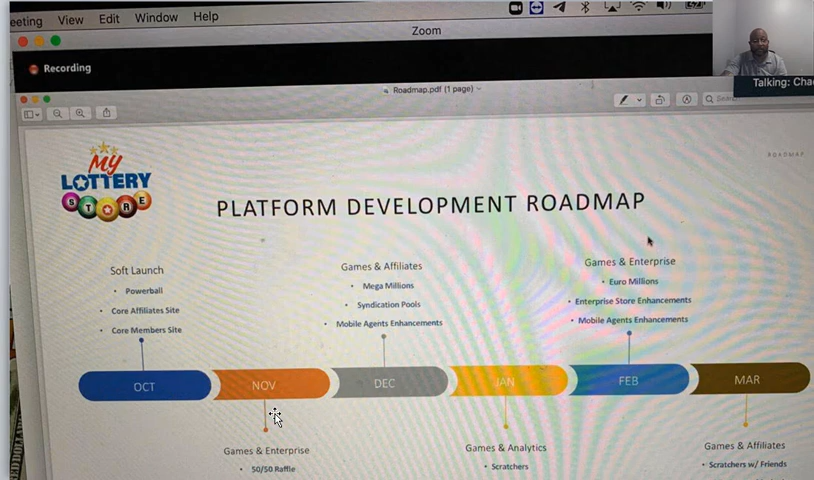 eeting View Edit Window Help
Zoom
Recording
Talking: Cha
Roadmap.pdf (1 page)
MY
LOTTERY
STORE
ROADMAP
PLATFORM DEVELOPMENT ROADMAP
Soft Launch
• Powerball
• Core Affiliates Site
• Core Members Site
Games & Affiliates
• Mega Millions
• Syndication Pools
• Mobile Agents Enhancements
Games & Enterprise
• Euro Millions
• Enterprise Store Enhancements
• Mobile Agents Enhancements
OCT NOV DEC JAN FEB MAR
Games & Enterprise
• 50/50 Raffle
Games & Analytics
• Scratchers
Games & Affiliates
• Scratchers w/ Friends